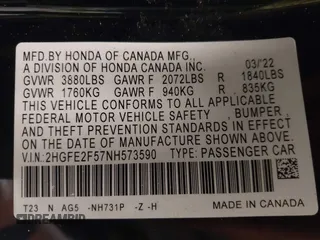 MFD.BY HONDA OF CANADA MFG.,
A DIVISION OF HONDA CANADA INC. 03/22
GVWR 3880LBS GAWR F 2072LBS R 1840LBS
GVWR 1760KG GAWR F 940KG R 835KG
THIS VEHICLE CONFORMS TO ALL APPLICABLE
FEDERAL MOTOR VEHICLE SAFETY, BUMPER,
AND THEFT PREVENTION STANDARDS IN EFFECT
ON THE DATE OF MANUFACTURE SHOWN ABOVE.
V.I.N:2HGFE2F57NH573590 TYPE: PASSENGER CAR
T23 N AG5 -NH731P -Z -H MADE IN CANADA
DREAMBID